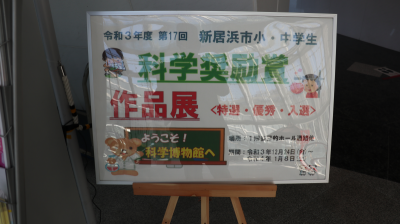 令和3年度 第17回 新居浜市小・中学生
科学奨励賞
作品展 <特選・優秀・入選>
ようこそ!
科学博物館へ